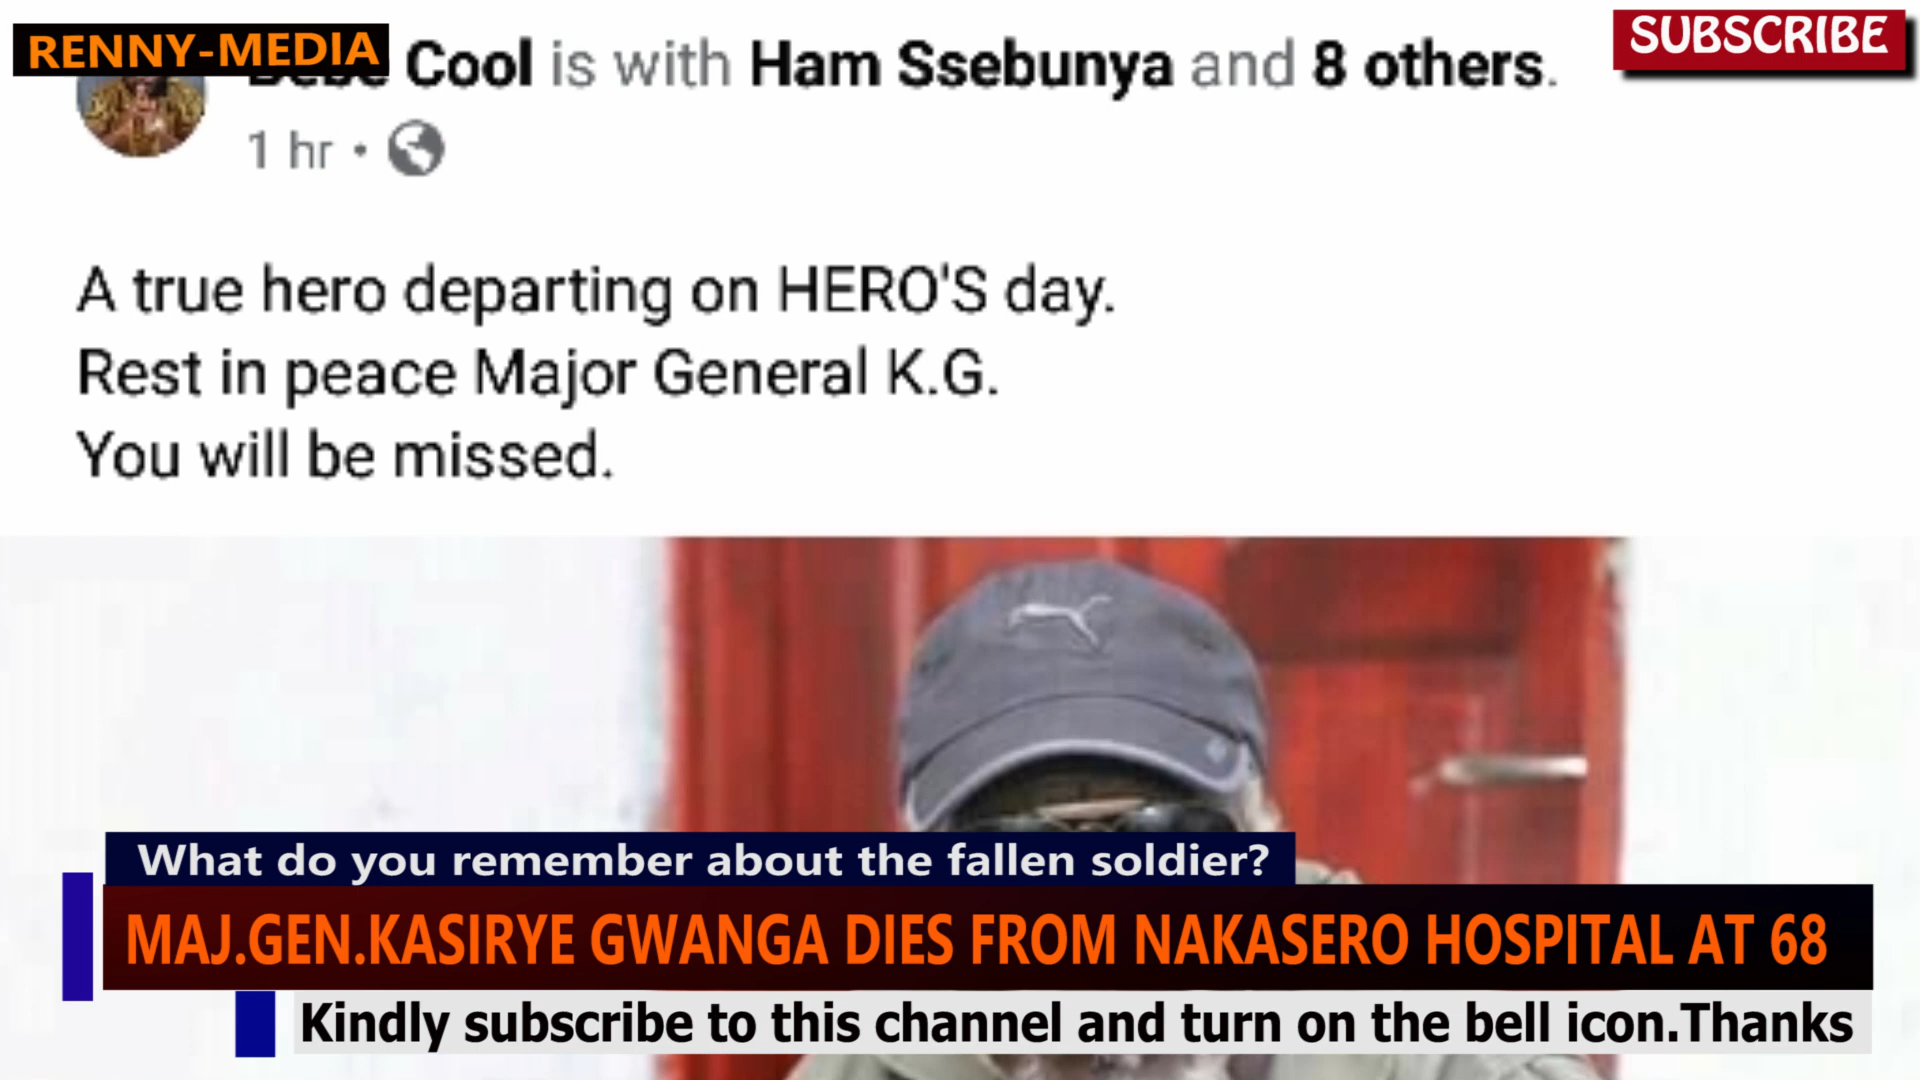 RENNY-MEDIA
SUBSCRIBE
Bebe Cool is with Ham Ssebunya and 8 others.
1 hr •
A true hero departing on HERO'S day.
Rest in peace Major General K.G.
You will be missed.
What do you remember about the fallen soldier?
MAJ.GEN.KASIRYE GWANGA DIES FROM NAKASERO HOSPITAL AT 68
Kindly subscribe to this channel and turn on the bell icon.Thanks